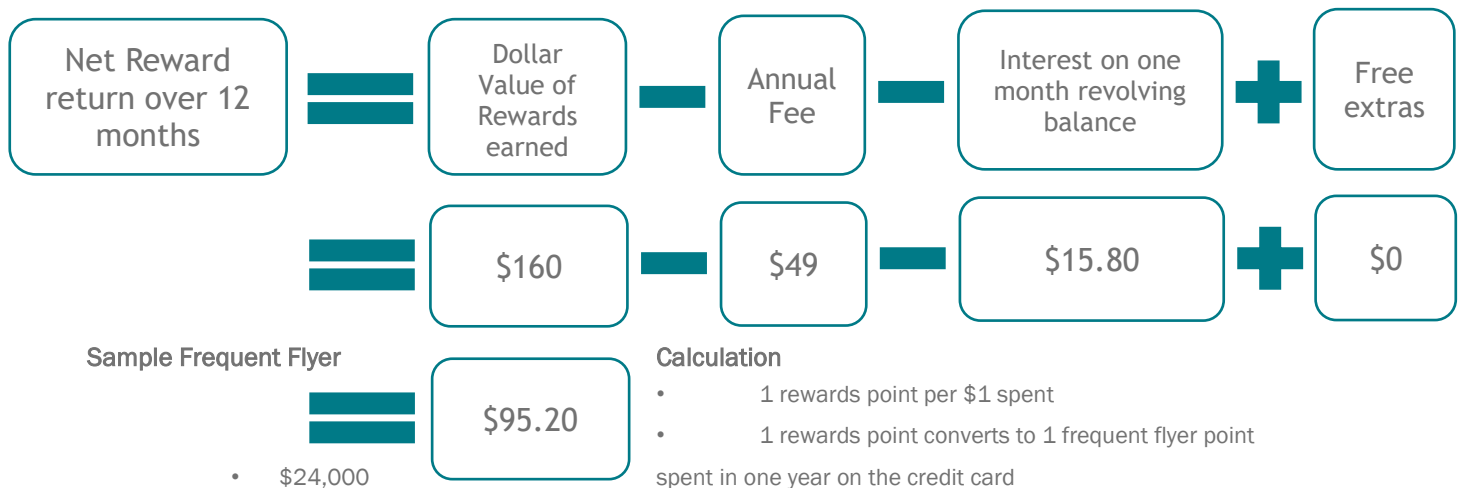 Net Reward
return over 12
months
Dollar
Value of
Rewards
earned
Annual
Fee
Interest on one
month revolving
balance
Free
extras
$160
$49
$15.80
$0
Sample Frequent Flyer
$95.20
Calculation
• 1 rewards point per $1 spent
• 1 rewards point converts to 1 frequent flyer point
• $24,000 spent in one year on the credit card